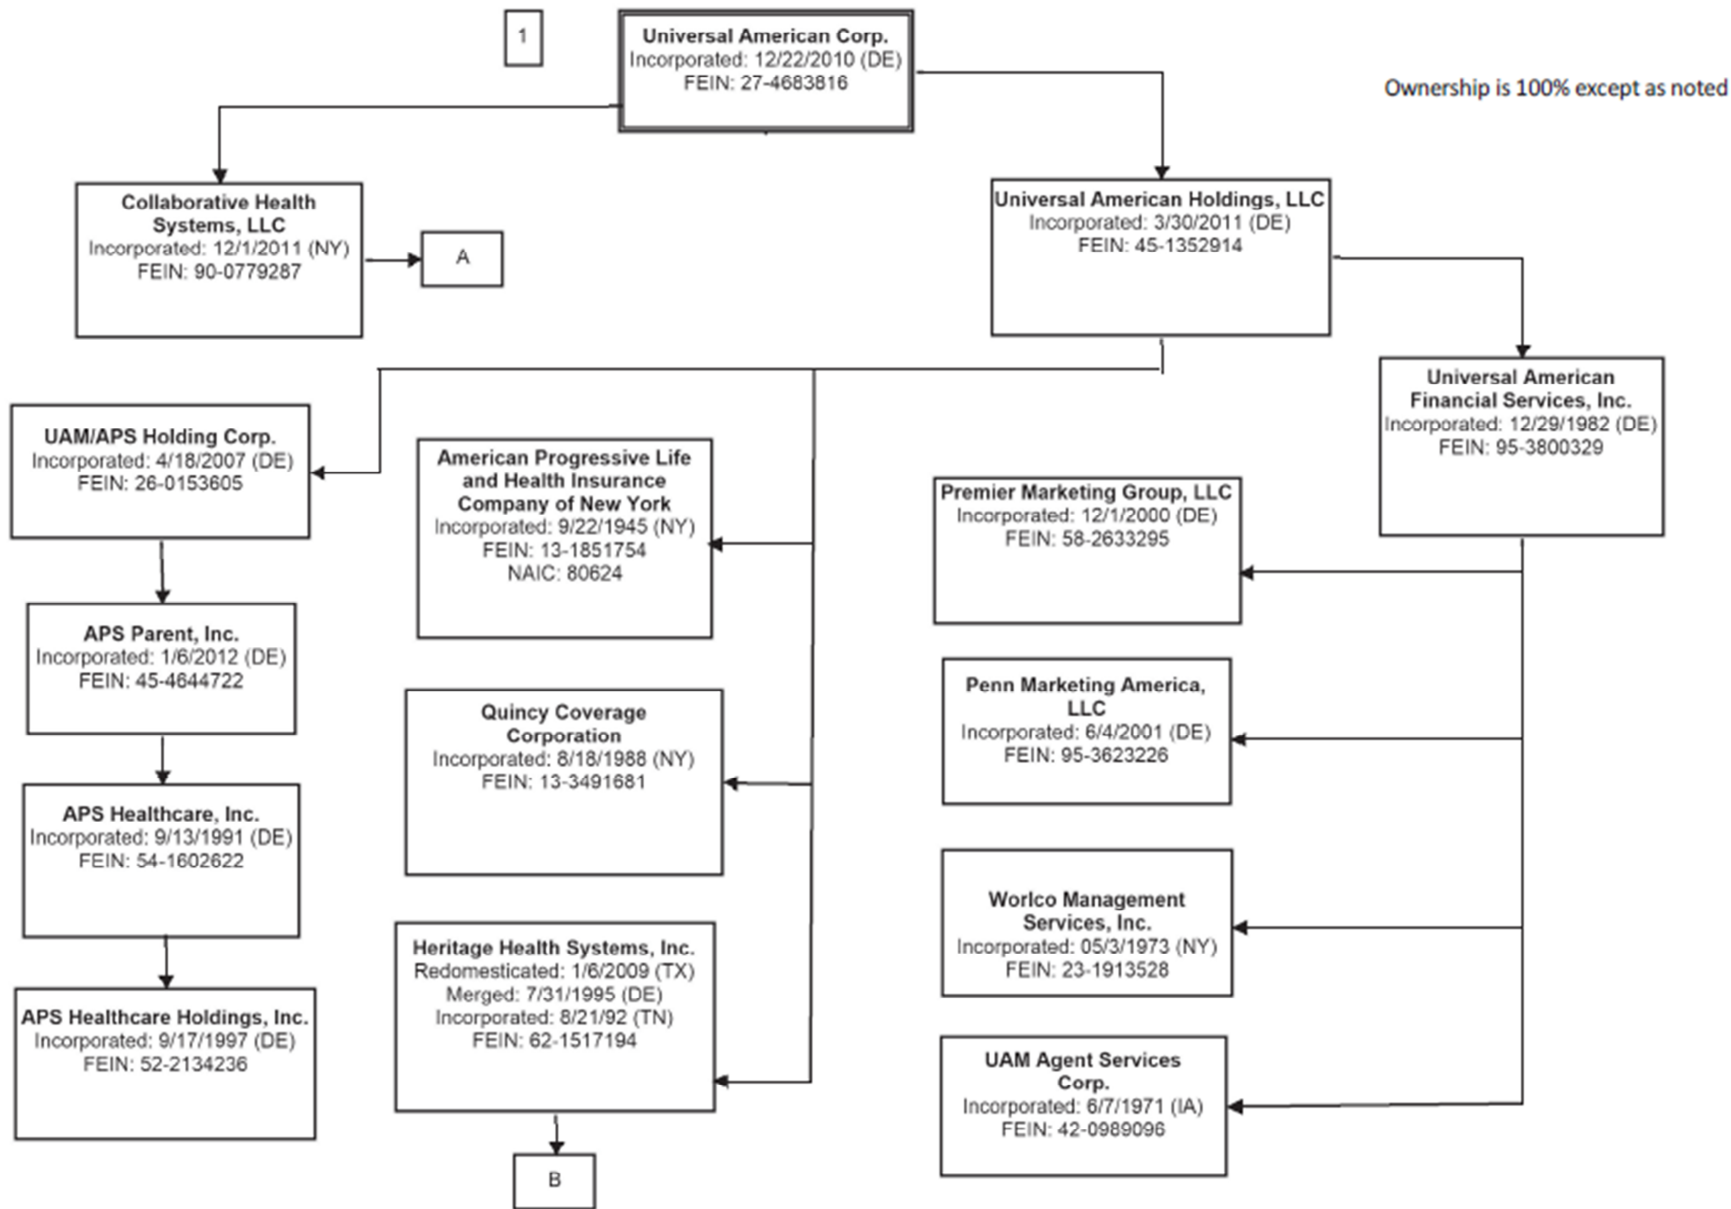 1
Universal American Corp.
Incorporated: 12/22/2010 (DE)
FEIN: 27-4683816
Ownership is 100% except as noted
Collaborative Health
Systems, LLC
Incorporated: 12/1/2011 (NY)
FEIN: 90-0779287
A
Universal American Holdings, LLC
Incorporated: 3/30/2011 (DE)
FEIN: 45-1352914
Universal American
Financial Services, Inc.
Incorporated: 12/29/1982 (DE)
FEIN: 95-3800329
UAM/APS Holding Corp.
Incorporated: 4/18/2007 (DE)
FEIN: 26-0153605
APS Parent, Inc.
Incorporated: 1/6/2012 (DE)
FEIN: 45-4644722
APS Healthcare, Inc.
Incorporated: 9/13/1991 (DE)
FEIN: 54-1602622
APS Healthcare Holdings, Inc.
Incorporated: 9/17/1997 (DE)
FEIN: 52-2134236
American Progressive Life
and Health Insurance
Company of New York
Incorporated: 9/22/1945 (NY)
FEIN: 13-1851754
NAIC: 80624
Quincy Coverage
Corporation
Incorporated: 8/18/1988 (NY)
FEIN: 13-3491681
Heritage Health Systems, Inc.
Redomesticated: 1/6/2009 (TX)
Merged: 7/31/1995 (DE)
Incorporated: 8/21/92 (TN)
FEIN: 62-1517194
B
Premier Marketing Group, LLC
Incorporated: 12/1/2000 (DE)
FEIN: 58-2633295
Penn Marketing America,
LLC
Incorporated: 6/4/2001 (DE)
FEIN: 95-3623226
Worlco Management
Services, Inc.
Incorporated: 05/3/1973 (NY)
FEIN: 23-1913528
UAM Agent Services
Corp.
Incorporated: 6/7/1971 (IA)
FEIN: 42-0989096